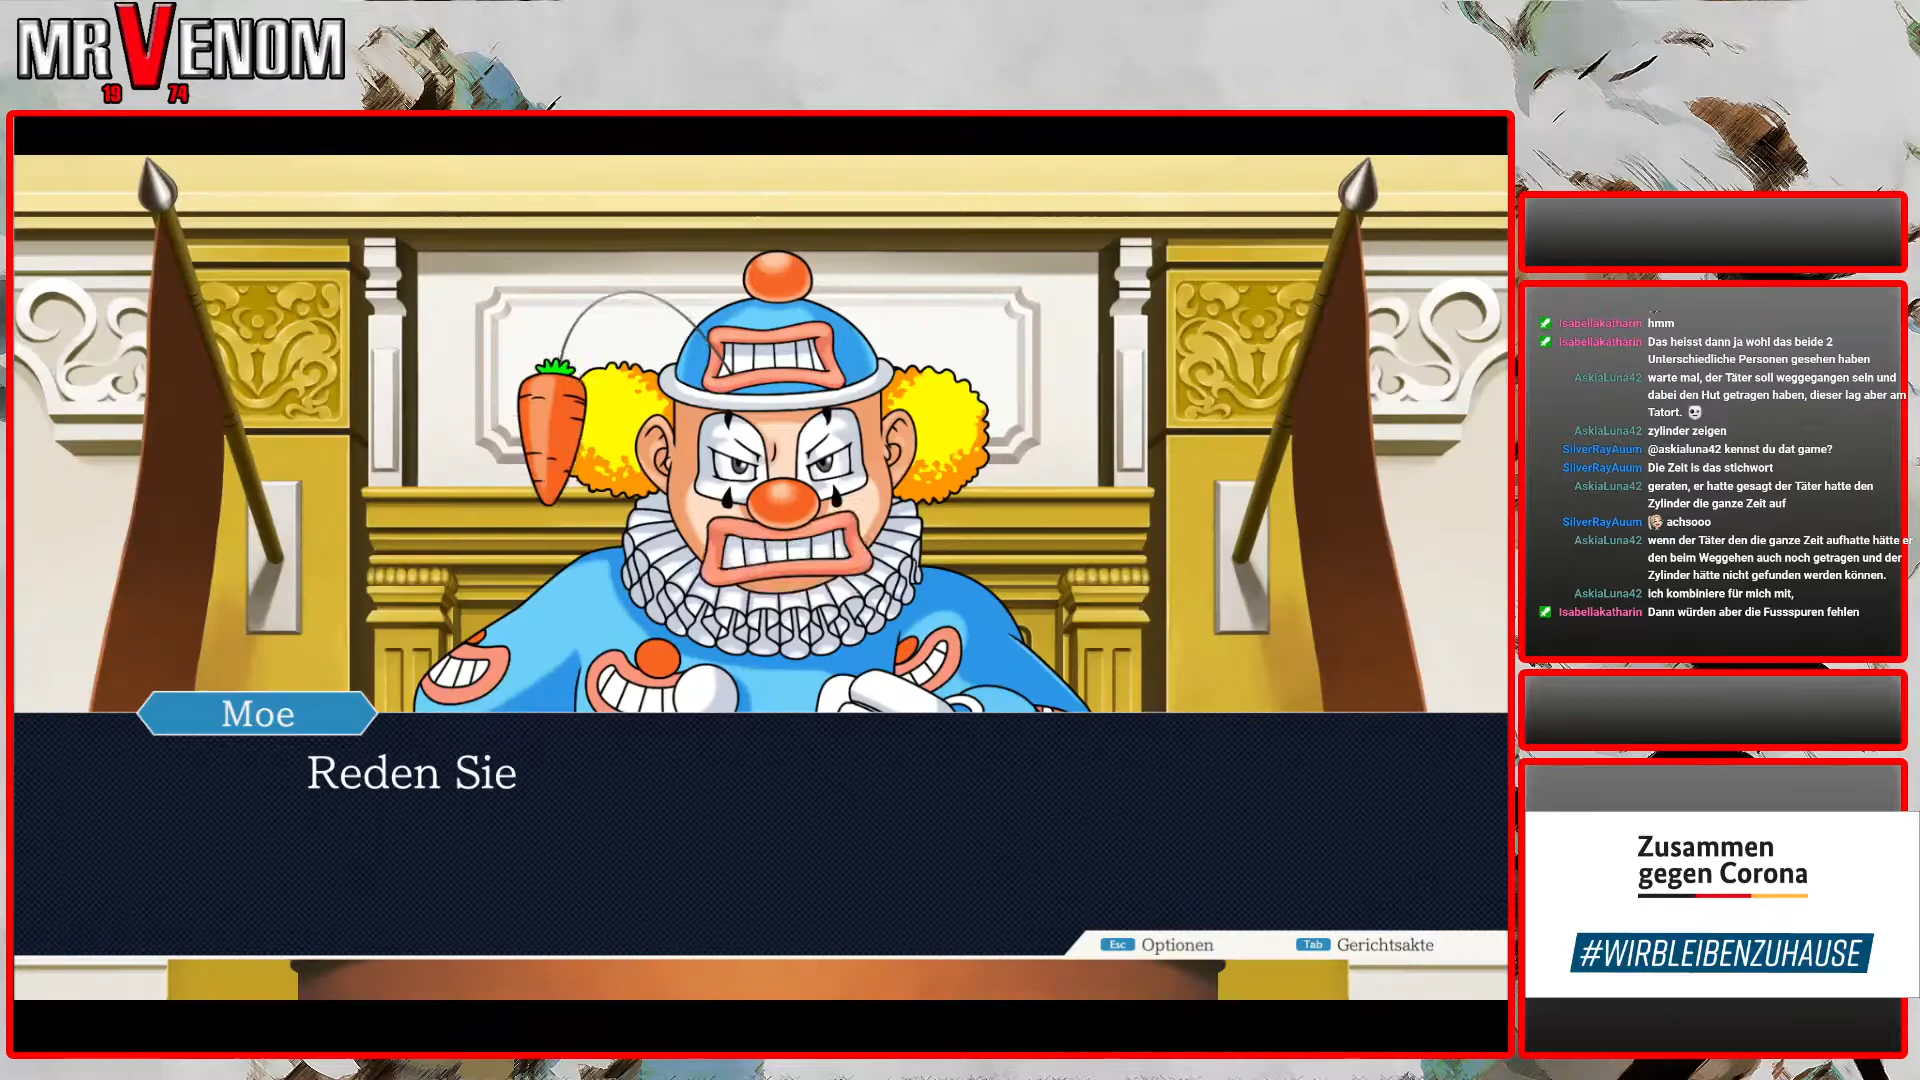 MR VENOM
19 74
Isabellakatharin hmm
Isabellakatharin Das heisst dann ja wohl das beide 2
Unterschiedliche Personen gesehen haben
AskiaLuna42 warte mal, der Täter soll weggegangen sein und
dabei den Hut getragen haben, dieser lag aber am
Tatort.
AskiaLuna42 zylinder zeigen
SilverRayAuum @askialuna42 kennst du dat game?
SilverRayAuum Die Zeit is das stichwort
AskiaLuna42 geraten, er hatte gesagt der Täter hatte den
Zylinder die ganze Zeit auf
SilverRayAuum achsooo
AskiaLuna42 wenn der Täter den die ganze Zeit aufhatte hätte er
den beim Weggehen auch noch getragen und der
Zylinder hätte nicht gefunden werden können.
AskiaLuna42 Ich kombiniere für mich mit,
Isabellakatharin Dann würden aber die Fussspuren fehlen
Moe
Reden Sie
Esc Optionen
Tab Gerichtsakte
Zusammen
gegen Corona
#WIRBLEIBENZUHAUSE